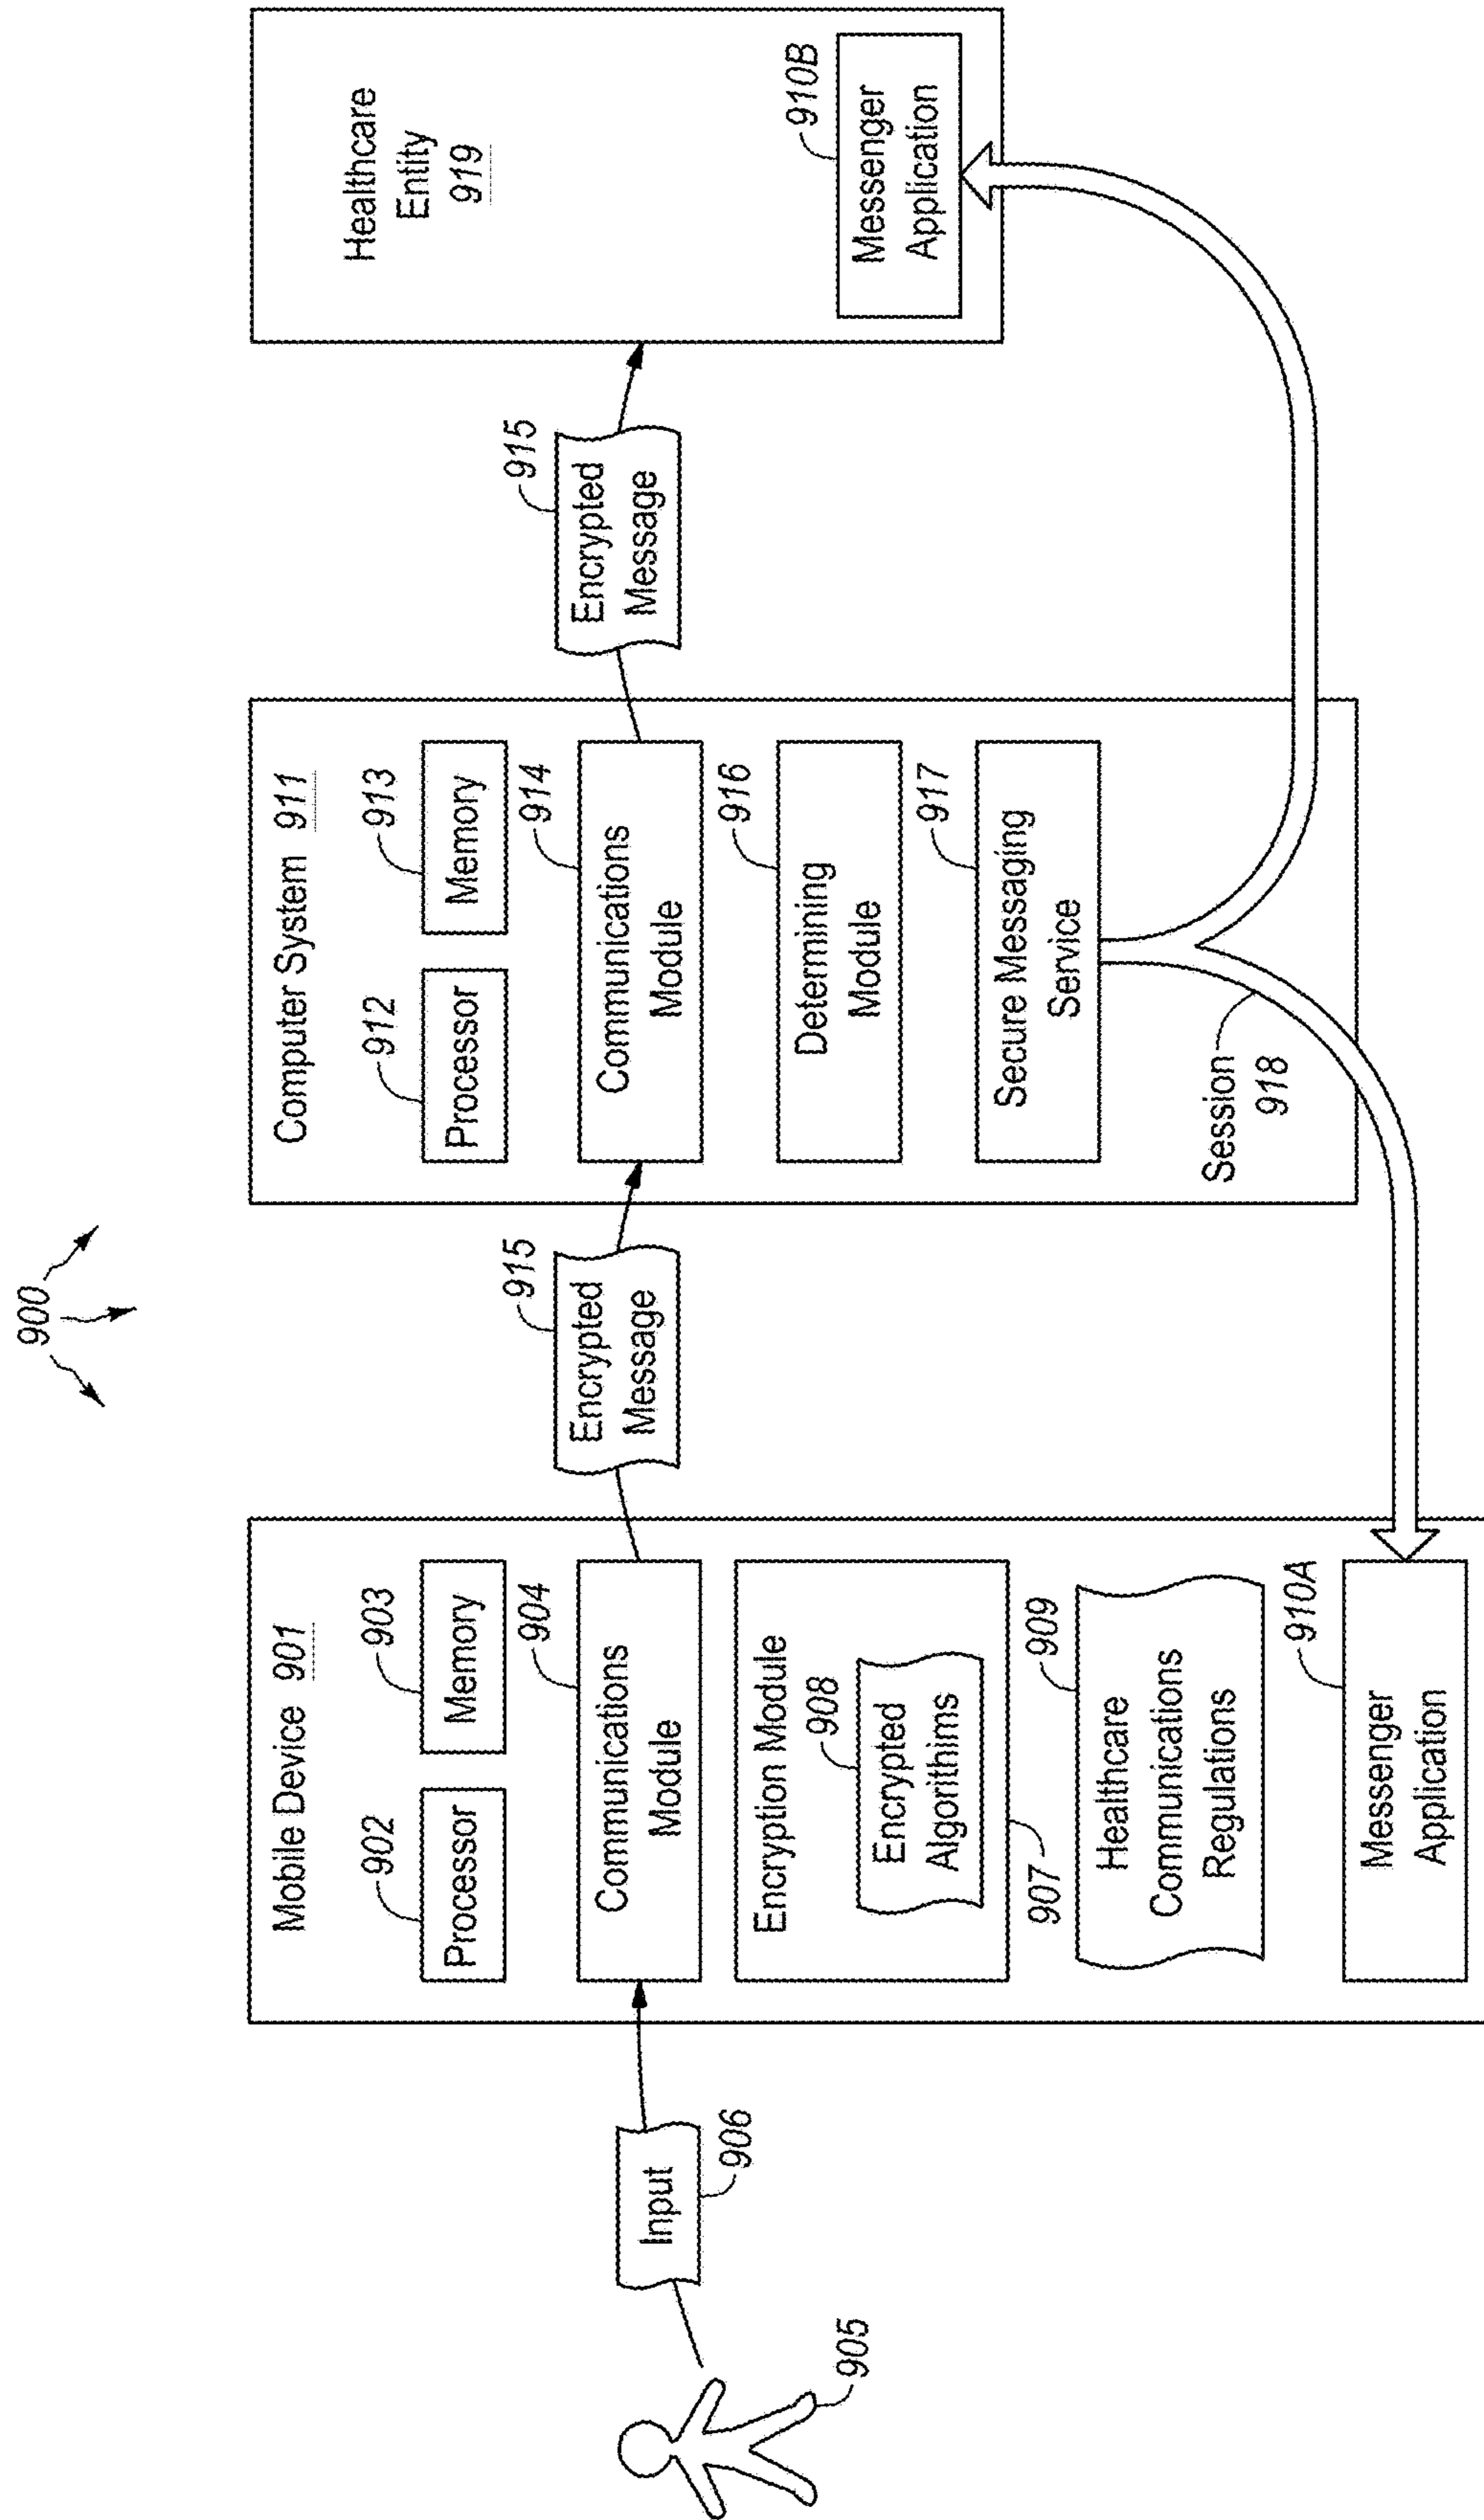 900
Mobile Device 901
902
903
Processor
Memory
904
Communications
Module
Encryption Module
908
Encrypted
Algorithims
907
909
Healthcare
Communications
Regulations
910A
Messenger
Application
905
Input
906
915
Encrypted
Message
Computer System 911
912
913
Processor
Memory
914
Communications
Module
916
Determining
Module
917
Secure Messaging
Service
Session
918
915
Encrypted
Message
Healthcare
Entity
919
910B
Messenger
Application